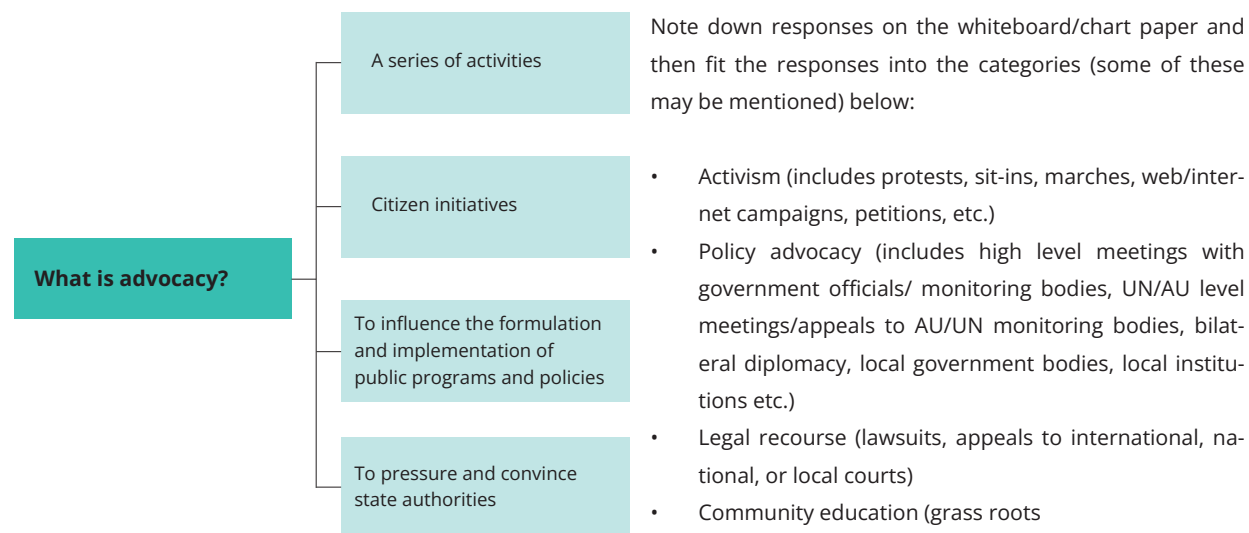 What is advocacy?
A series of activities
Citizen initiatives
To influence the formulation
and implementation of
public programs and policies
To pressure and convince
state authorities
Note down responses on the whiteboard/chart paper and
then fit the responses into the categories (some of these
may be mentioned) below:
• Activism (includes protests, sit-ins, marches, web/inter-
net campaigns, petitions, etc.)
• Policy advocacy (includes high level meetings with
government officials/ monitoring bodies, UN/AU level
meetings/appeals to AU/UN monitoring bodies, bilat-
eral diplomacy, local government bodies, local institu-
tions etc.)
• Legal recourse (lawsuits, appeals to international, na-
tional, or local courts)
• Community education (grass roots